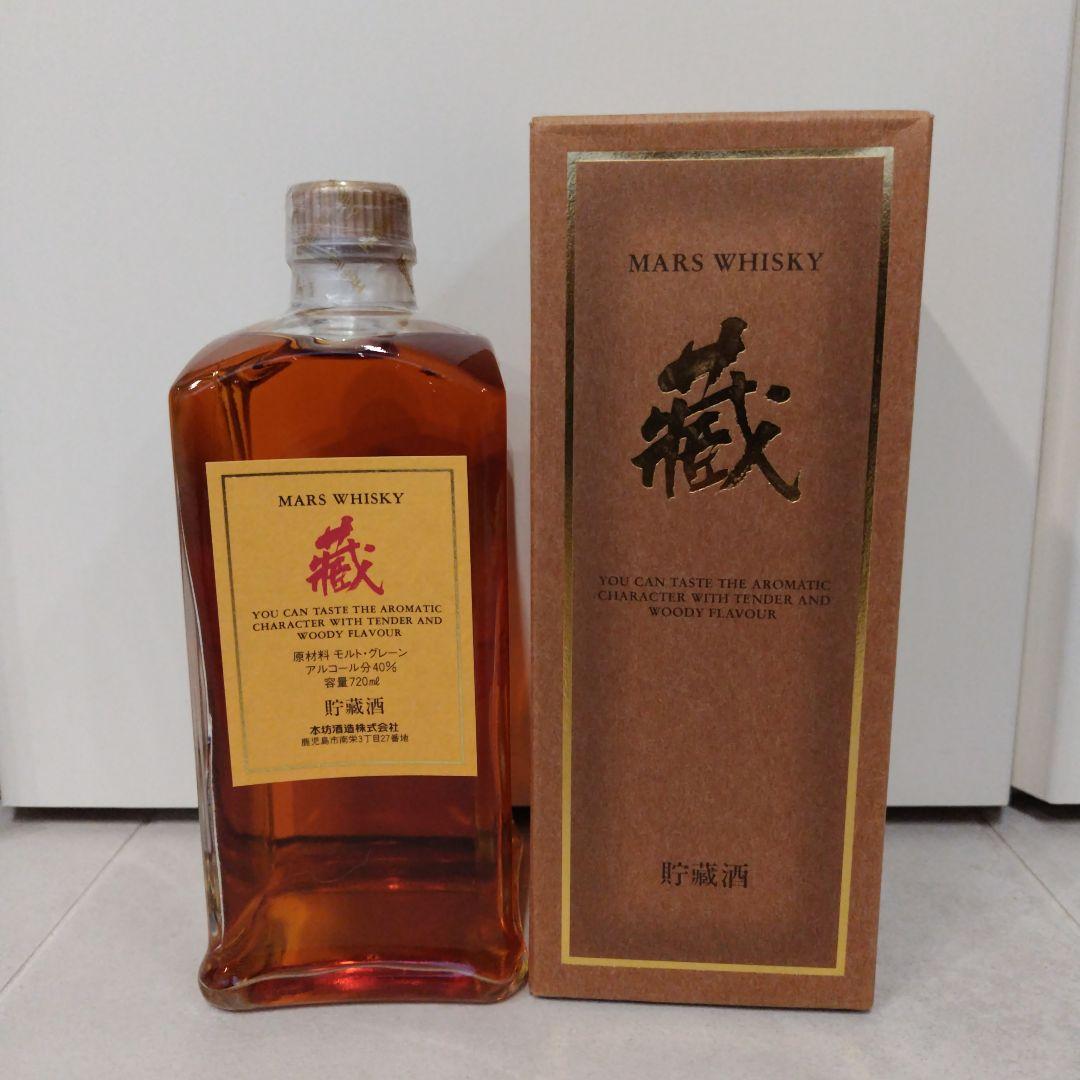 MARS WHISKY
藏
YOU CAN TASTE THE AROMATIC
CHARACTER WITH TENDER AND
WOODY FLAVOUR
原材料 モルト・グレーン
アルコール分40%
容量720mℓ
貯藏酒
本坊酒造株式会社
鹿児島市南栄3丁目27番地
MARS WHISKY
藏
YOU CAN TASTE THE AROMATIC
CHARACTER WITH TENDER AND
WOODY FLAVOUR
貯藏酒